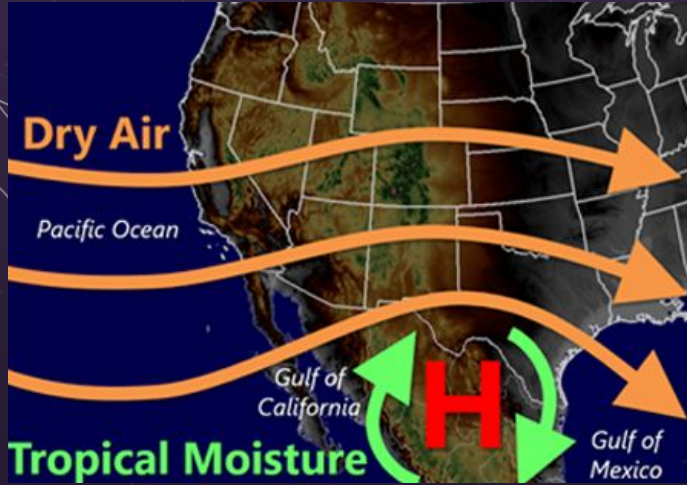 Dry Air
Pacific Ocean
Gulf of
California
H
Tropical Moisture
Gulf of
Mexico